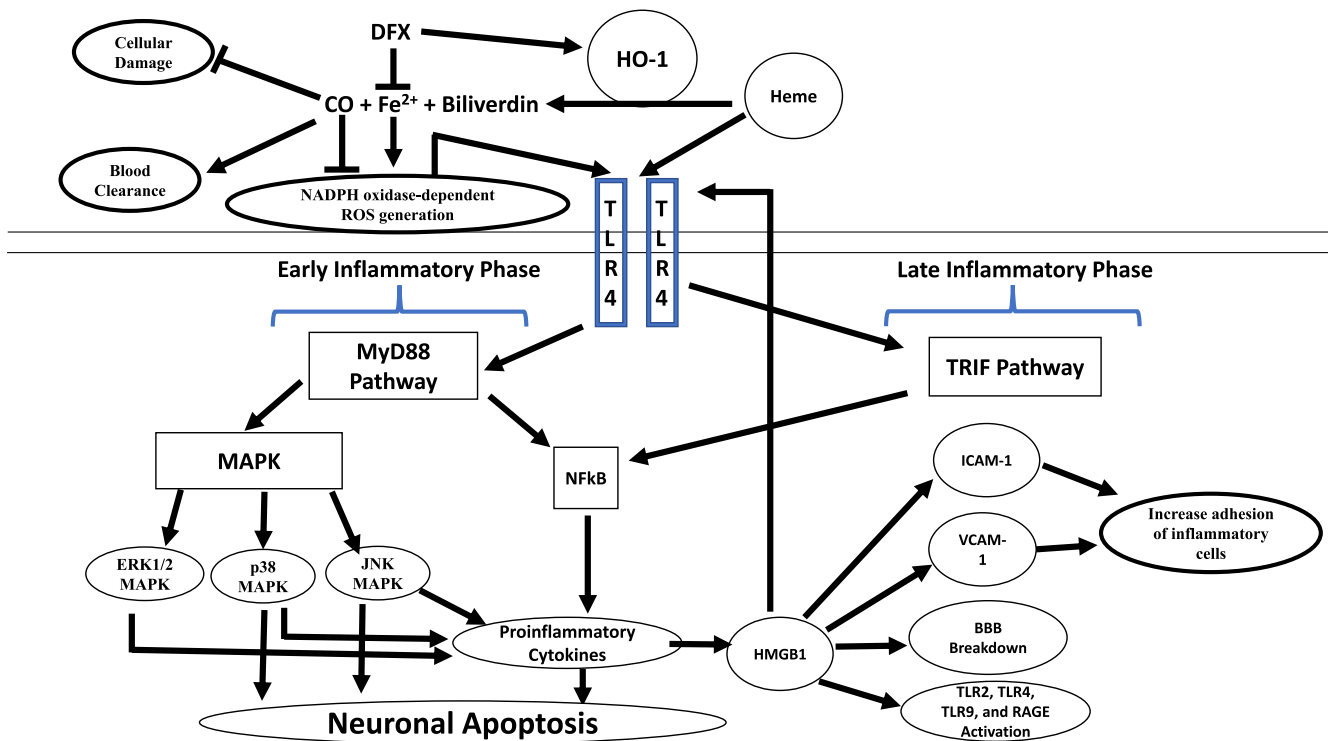 DFX
HO-1
Cellular
Damage
CO + Fe²⁺ + Biliverdin
Heme
Blood
Clearance
NADPH oxidase-dependent
ROS generation
T
L
R
4
T
L
R
4
Early Inflammatory Phase
Late Inflammatory Phase
MyD88
Pathway
TRIF Pathway
MAPK
NFkB
ICAM-1
Increase adhesion
of inflammatory
cells
VCAM-
1
ERK1/2
MAPK
p38
MAPK
JNK
MAPK
Proinflammatory
Cytokines
HMGB1
BBB
Breakdown
TLR2, TLR4,
TLR9, and RAGE
Activation
Neuronal Apoptosis